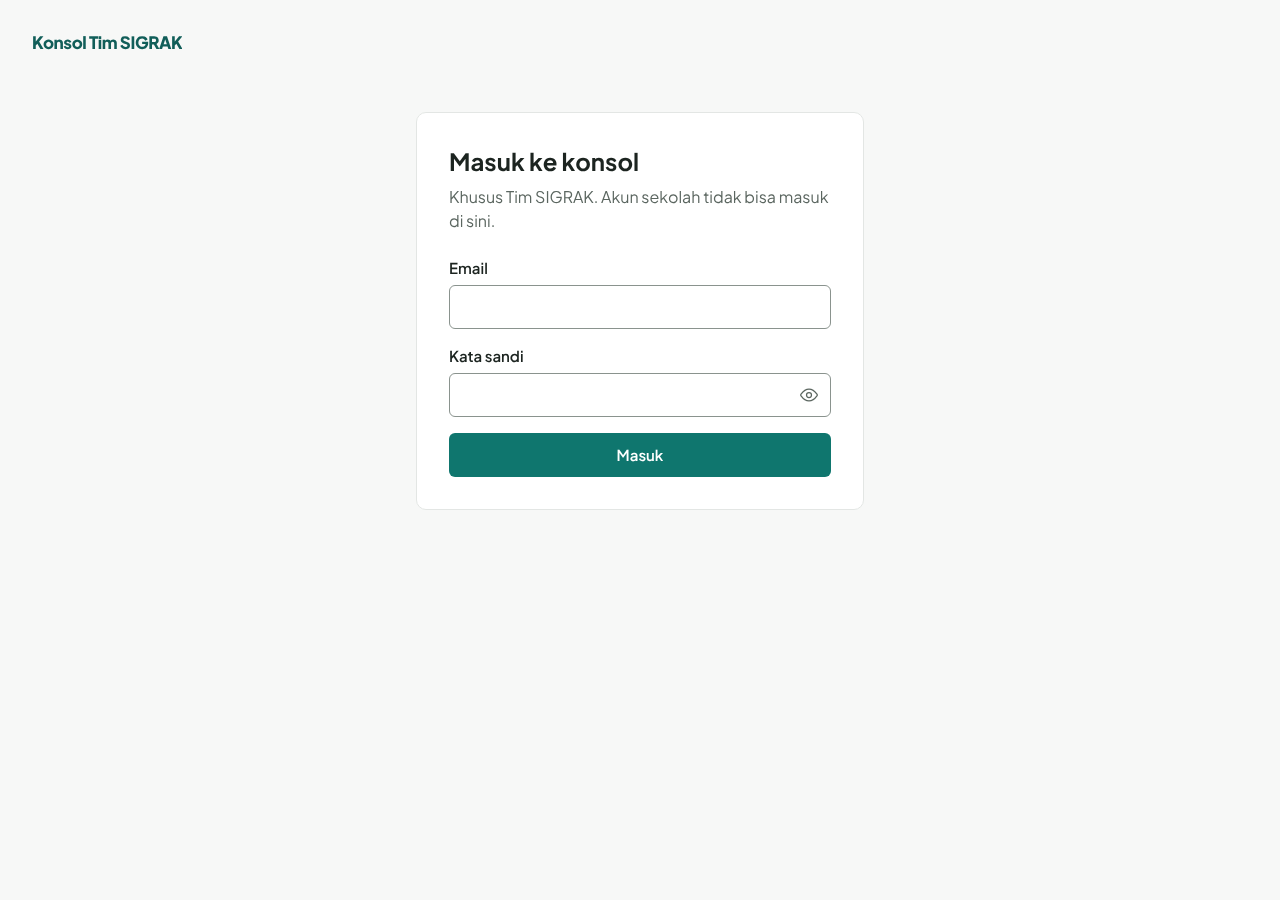 Konsol Tim SIGRAK
Masuk ke konsol
Khusus Tim SIGRAK. Akun sekolah tidak bisa masuk
di sini.
Email
Kata sandi
Masuk